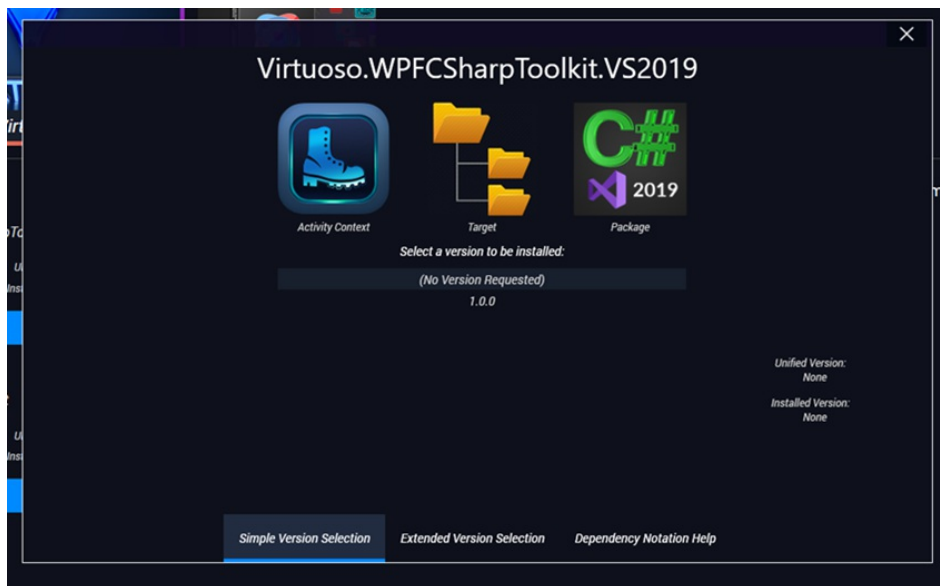 Virtuoso.WPFCSharpToolkit.VS2019
C#
2019
Activity Context
Target
Package
Select a version to be installed:
(No Version Requested)
1.0.0
Unified Version:
None
Installed Version:
None
Simple Version Selection
Extended Version Selection
Dependency Notation Help